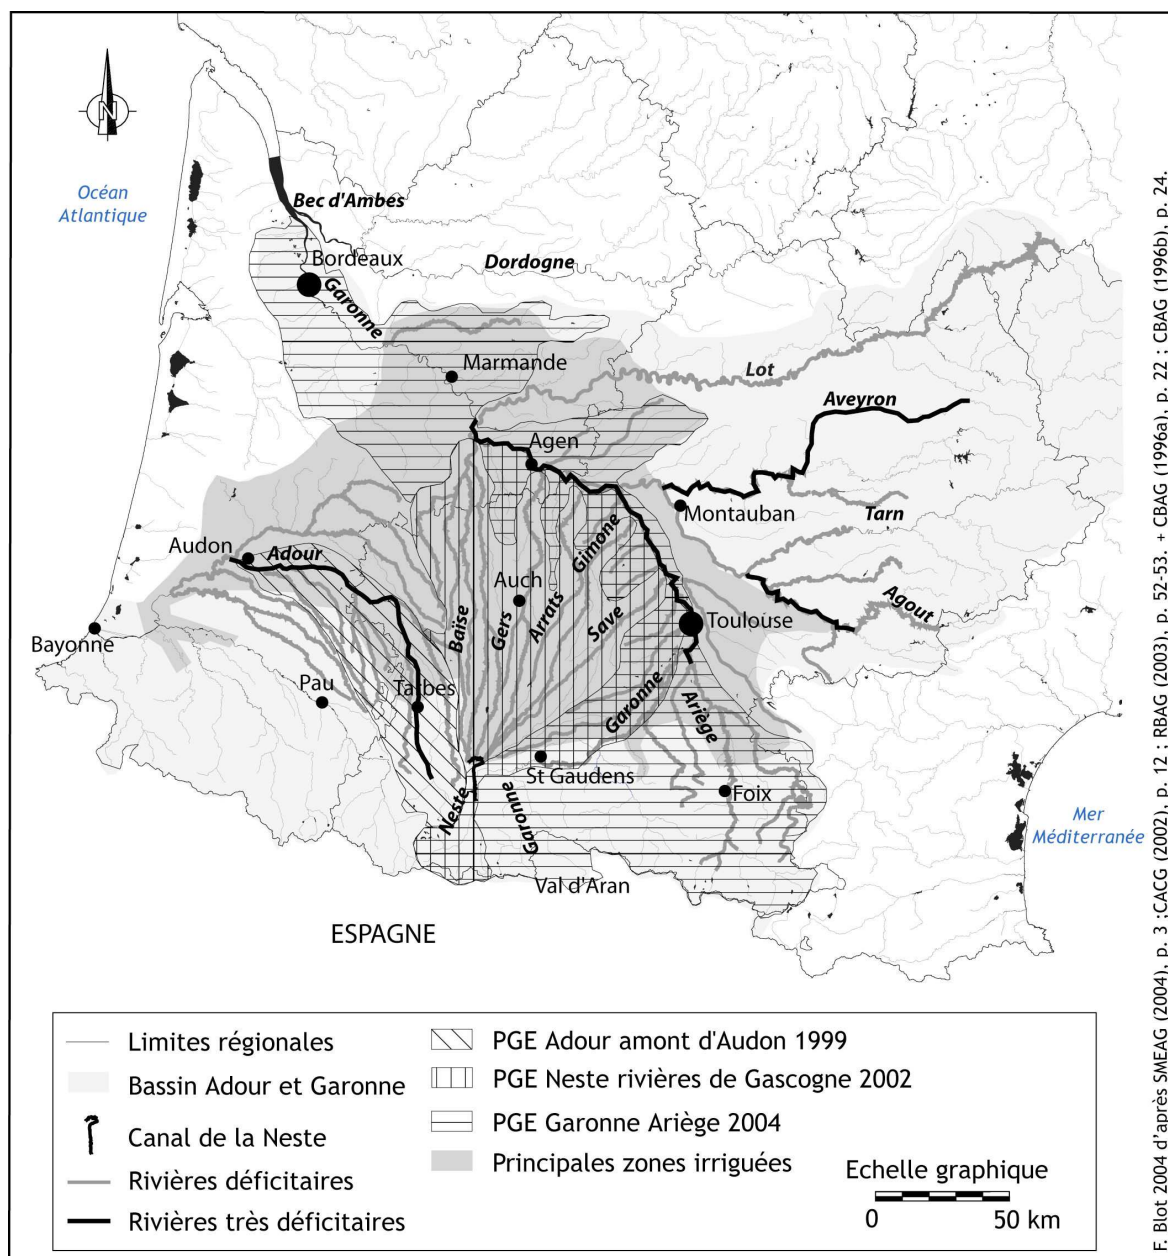 N
Océan
Atlantique
Bec d'Ambés
Bordeaux
Dordogne
Garonne
Marmande
Lot
Aveyron
Agen
Montauban
Tarn
Gimone
Audon
Adour
Auch
Baïse
Gers
Arrats
Save
Agout
Toulouse
Bayonne
Pau
Talbes
Garonne
Ariège
St Gaudens
Foix
Neste
Garonne
Mer
Méditerranée
Val d'Aran
ESPAGNE
Limites régionales
Bassin Adour et Garonne
Canal de la Neste
Rivières déficitaires
Rivières très déficitaires
PGE Adour amont d'Audon 1999
PGE Neste rivières de Gascogne 2002
PGE Garonne Ariège 2004
Principales zones irriguées
Echelle graphique
0 50 km
F. Blot 2004 d'après SMEAG (2004), p. 3 ;CACG (2002), p. 12 ; RBAG (2003), p. 52-53, + CBAG (1996a), p. 22 ; CBAG (1996b), p. 24.